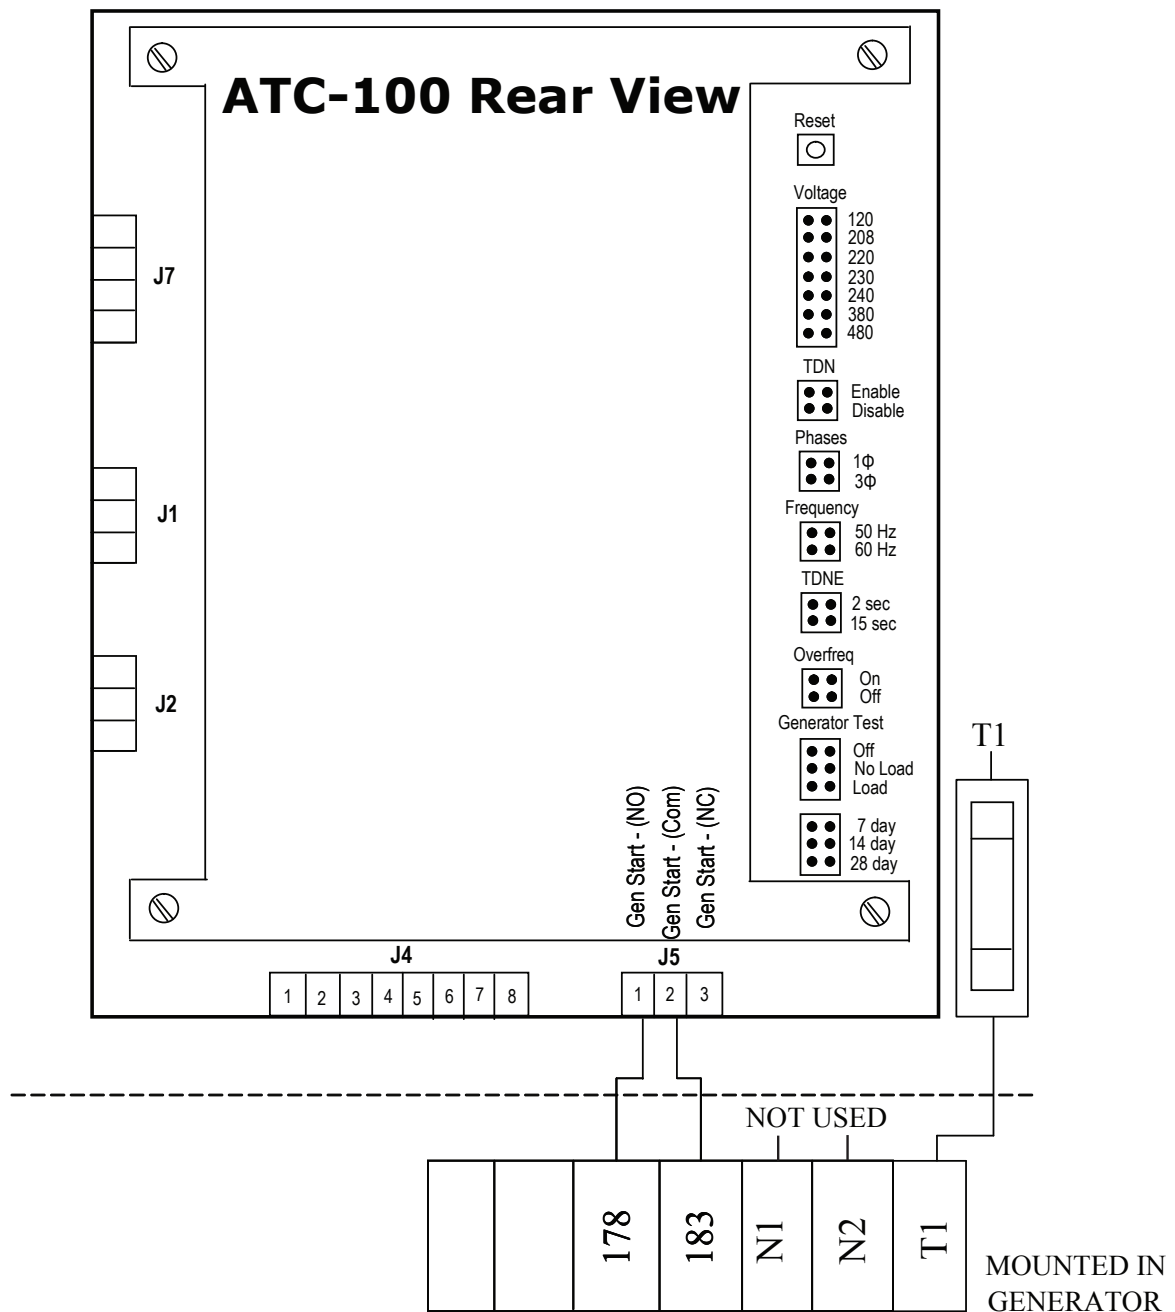 ATC-100 Rear View
Reset
Voltage
120
208
220
230
240
380
480
TDN
Enable
Disable
Phases
1Φ
3Φ
Frequency
50 Hz
60 Hz
TDNE
2 sec
15 sec
Overfreq
On
Off
Generator Test
Off
No Load
Load
7 day
14 day
28 day
J7
J1
J2
Gen Start - (NO)
Gen Start - (Com)
Gen Start - (NC)
J4
1 2 3 4 5 6 7 8
J5
1 2 3
T1
NOT USED
178
183
N1
N2
T1
MOUNTED IN
GENERATOR